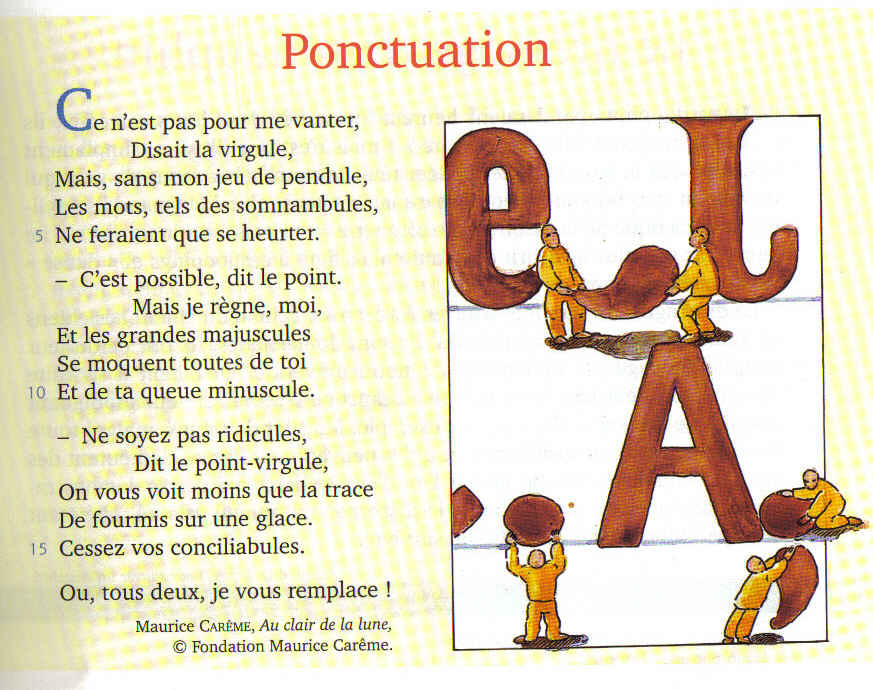 Ponctuation
Ce n'est pas pour me vanter,
Disait la virgule,
Mais, sans mon jeu de pendule,
Les mots, tels des somnambules,
5 Ne feraient que se heurter.
– C'est possible, dit le point.
Mais je règne, moi,
Et les grandes majuscules
Se moquent toutes de toi
10 Et de ta queue minuscule.
– Ne soyez pas ridicules,
Dit le point-virgule,
On vous voit moins que la trace
De fourmis sur une glace.
15 Cessez vos conciliabules.
Ou, tous deux, je vous remplace !
Maurice CARÊME, Au clair de la lune,
© Fondation Maurice Carême.
e t
A